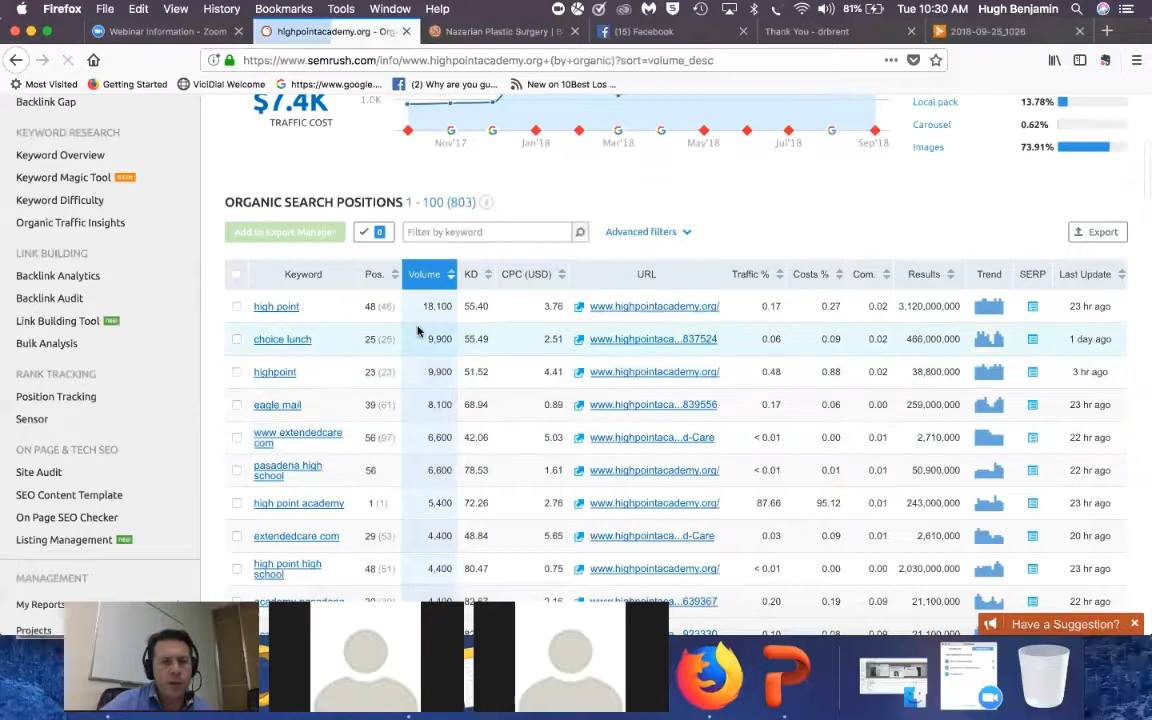 Firefox File Edit View History Bookmarks Tools Window Help 81% Tue 10:30 AM Hugh Benjamin
Webinar Information - Zoom highpointacademy.org - Org Nazarian Plastic Surgery | B (16) Facebook Thank You - drbrent 2018-09-25_1026
https://www.semrush.com/info/www.highpointacademy.org+(by+organic)?sort=volume_desc
Most Visited Getting Started ViciDial Welcome https://www.google... (2) Why are you gu... New on 10Best Los ...
Backlink Gap
KEYWORD RESEARCH
Keyword Overview
Keyword Magic Tool
Keyword Difficulty
Organic Traffic Insights
LINK BUILDING
Backlink Analytics
Backlink Audit
Link Building Tool new
Bulk Analysis
RANK TRACKING
Position Tracking
Sensor
ON PAGE & TECH SEO
Site Audit
SEO Content Template
On Page SEO Checker
Listing Management new
MANAGEMENT
My Reports
Projects
$7.4K
TRAFFIC COST
1.0K
Nov'17 Jan'18 Mar'18 May'18 Jul'18 Sep'18
Local pack 13.78%
Carousel 0.62%
Images 73.91%
ORGANIC SEARCH POSITIONS 1 - 100 (803)
Add to Export Manager 0 Filter by keyword Advanced filters Export
Keyword Pos. Volume KD CPC (USD) URL Traffic % Costs % Com. Results Trend SERP Last Update
high point 48 (46) 18,100 55.40 3.76 www.highpointacademy.org/ 0.17 0.27 0.02 3,120,000,000 23 hr ago
choice lunch 25 (25) 9,900 55.49 2.51 www.highpointaca...837524 0.06 0.09 0.02 466,000,000 1 day ago
highpoint 23 (23) 9,900 51.52 4.41 www.highpointacademy.org/ 0.48 0.88 0.02 38,800,000 3 hr ago
eagle mail 39 (61) 8,100 68.94 0.89 www.highpointaca...839556 0.17 0.06 0.00 259,000,000 23 hr ago
www extendedcare com 56 (97) 6,600 42.06 5.03 www.highpointaca...d-Care < 0.01 0.00 0.01 2,710,000 22 hr ago
pasadena high school 56 6,600 78.53 1.61 www.highpointacademy.org/ < 0.01 0.01 0.01 50,900,000 22 hr ago
high point academy 1 (1) 5,400 72.26 2.76 www.highpointacademy.org/ 87.66 95.12 0.01 243,000,000 23 hr ago
extendedcare com 29 (53) 4,400 48.84 5.65 www.highpointaca...d-Care 0.03 0.09 0.01 2,610,000 20 hr ago
high point high school 48 (51) 4,400 80.47 0.75 www.highpointacademy.org/ < 0.01 0.00 0.00 2,030,000,000 23 hr ago
academy pasadena 4,400 639367 0.20 0.19 0.09 21,100,000 22 hr ago
Have a Suggestion?